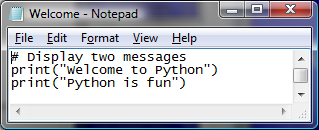 Welcome - Notepad
File Edit Format View Help
# Display two messages
print("Welcome to Python")
print("Python is fun")